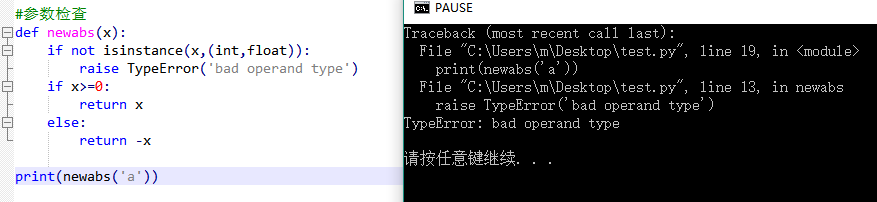 #参数检查
def newabs(x):
    if not isinstance(x,(int,float)):
        raise TypeError('bad operand type')
    if x>=0:
        return x
    else:
        return -x
print(newabs('a'))
PAUSE
Traceback (most recent call last):
  File "C:\Users\m\Desktop\test.py", line 19, in <module>
    print(newabs('a'))
  File "C:\Users\m\Desktop\test.py", line 13, in newabs
    raise TypeError('bad operand type')
TypeError: bad operand type
请按任意键继续. . .